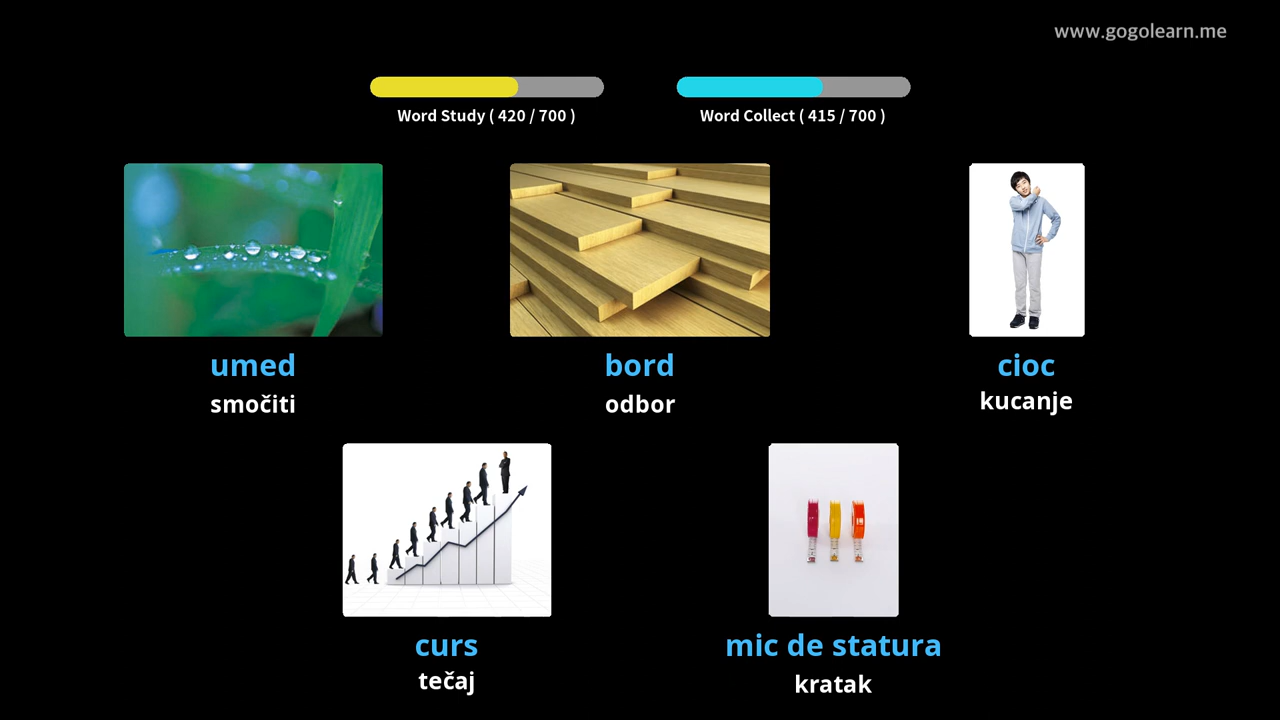 www.gogolearn.me
Word Study ( 420 / 700 )
Word Collect ( 415 / 700 )
umed
smočiti
bord
odbor
cioc
kucanje
curs
tečaj
mic de statura
kratak